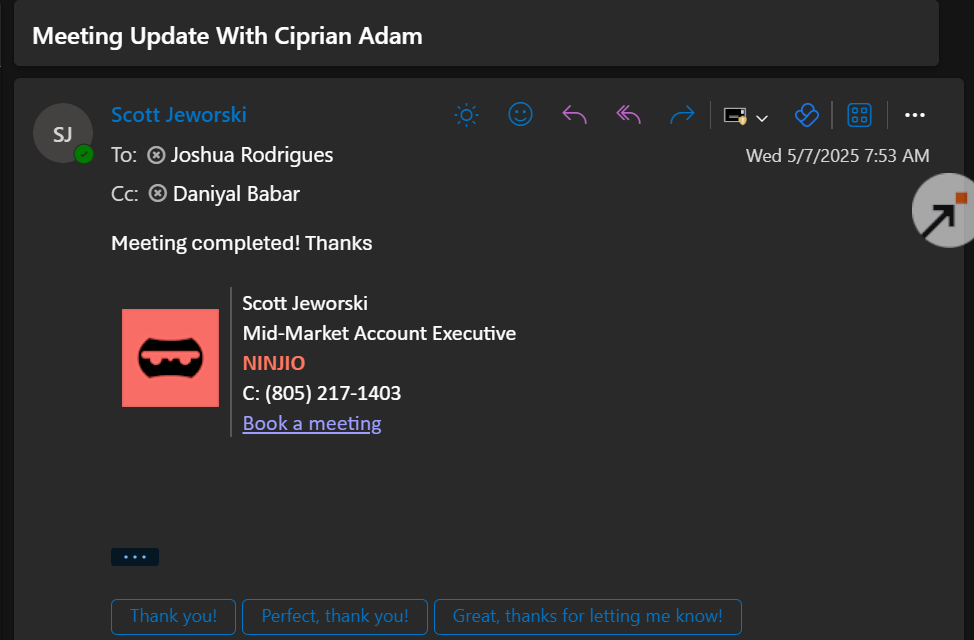 Meeting Update With Ciprian Adam
SJ
Scott Jeworski
To: Joshua Rodrigues
Wed 5/7/2025 7:53 AM
Cc: Daniyal Babar
Meeting completed! Thanks
Scott Jeworski
Mid-Market Account Executive
NINJIO
C: (805) 217-1403
Book a meeting
Thank you!
Perfect, thank you!
Great, thanks for letting me know!